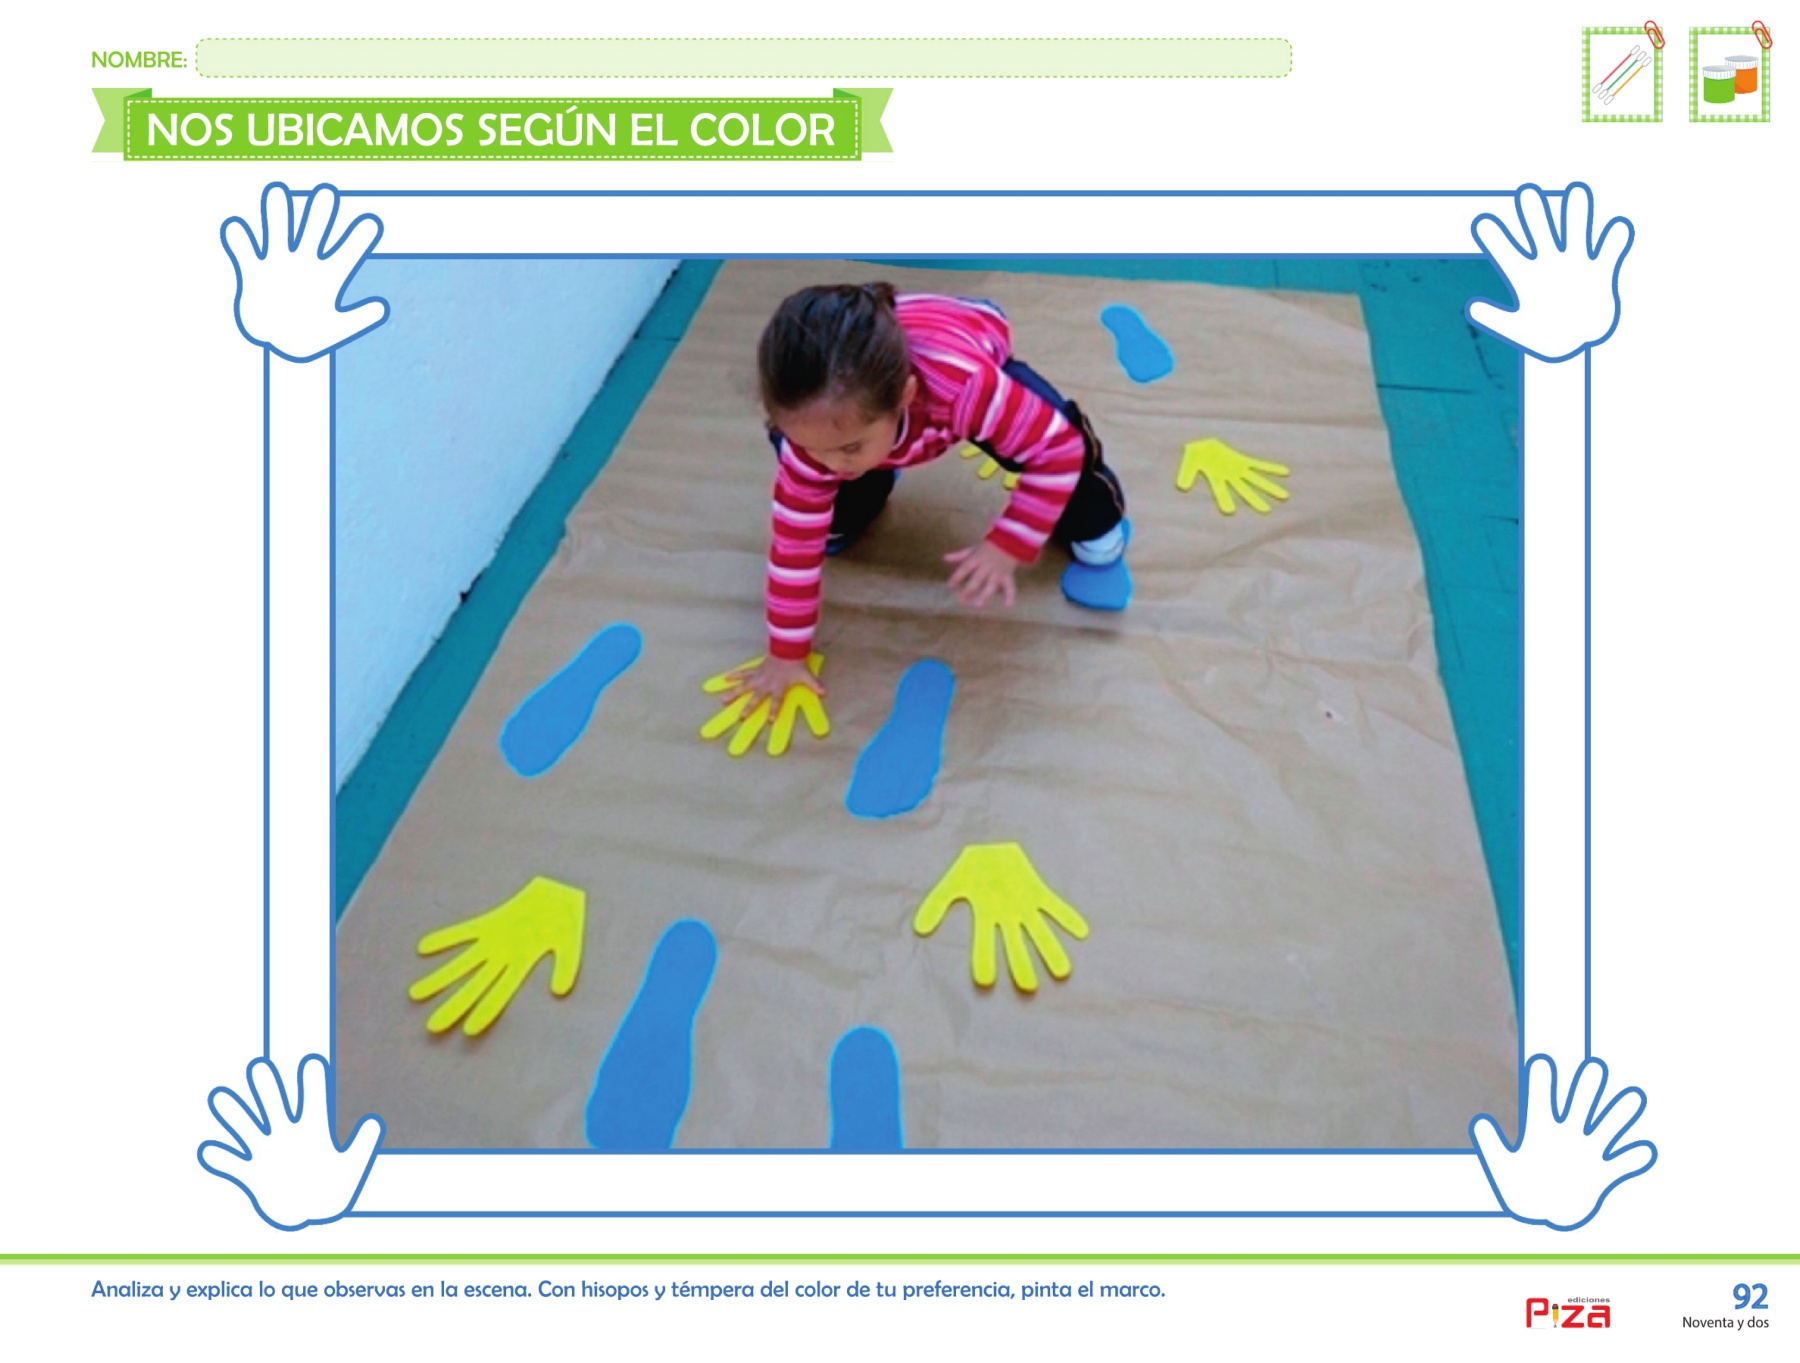 NOMBRE:
NOS UBICAMOS SEGÚN EL COLOR
Analiza y explica lo que observas en la escena. Con hisopos y témpera del color de tu preferencia, pinta el marco.
ediciones
Piza
92
Noventa y dos